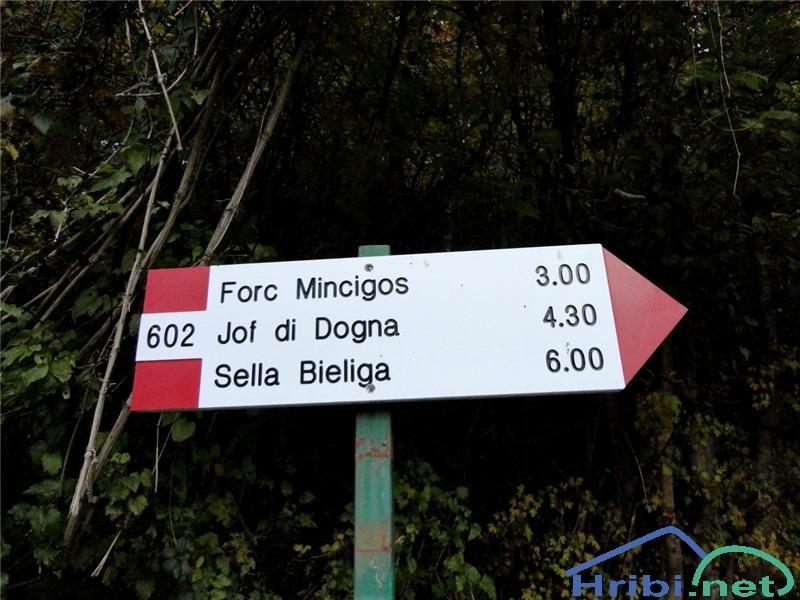 Forc Mincigos 3.00
602 Jof di Dogna 4.30
Sella Bieliga 6.00
Hribi.net